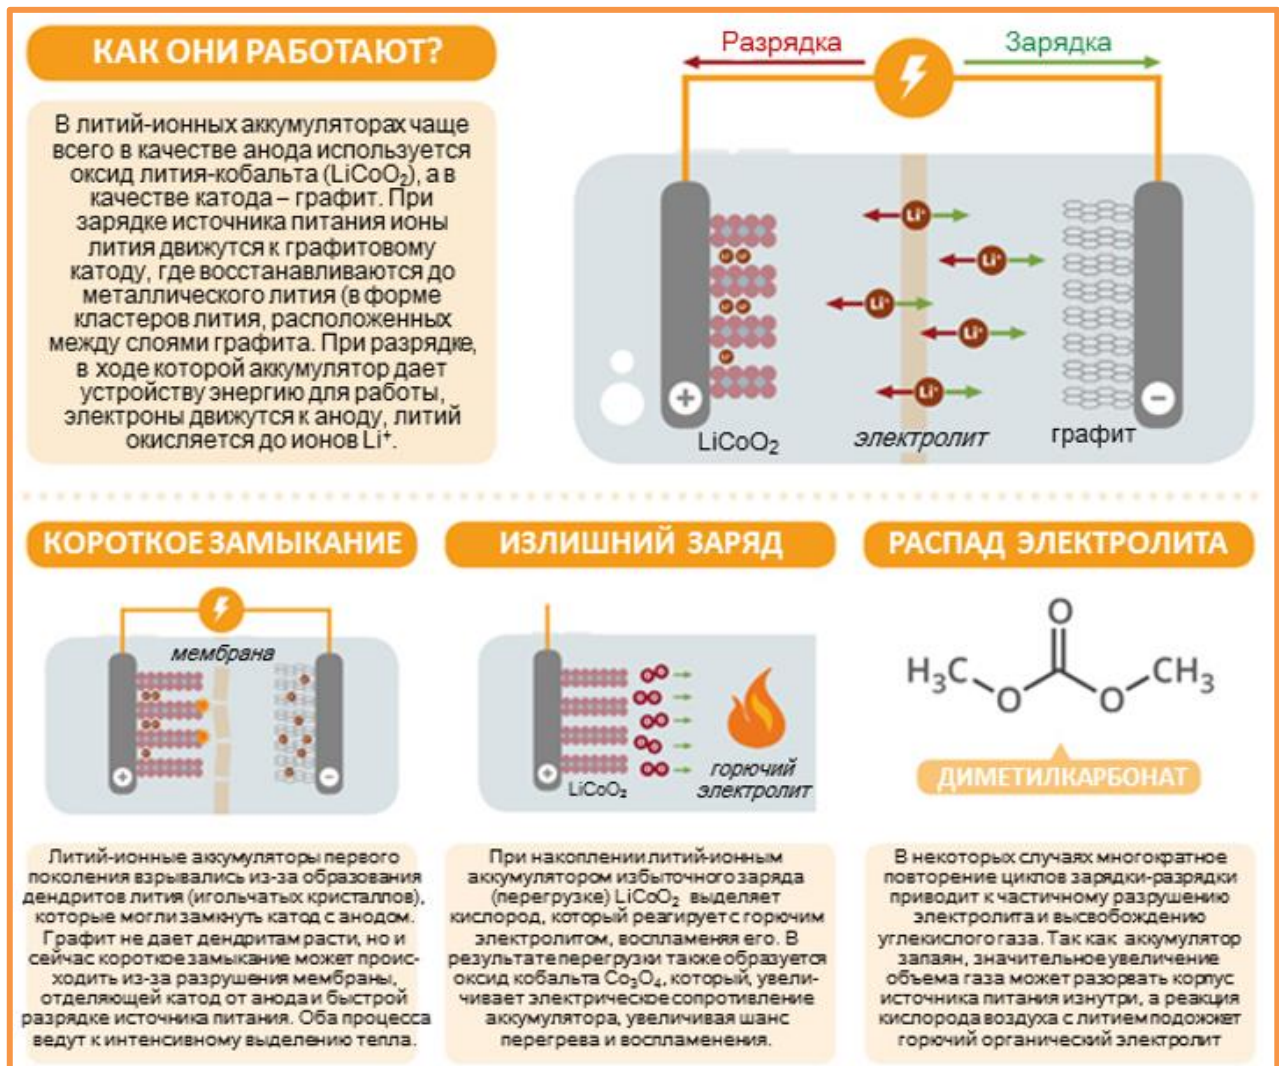 КАК ОНИ РАБОТАЮТ?
В литий-ионных аккумуляторах чаще
всего в качестве анода используется
оксид лития-кобальта (LiCoO₂), а в
качестве катода – графит. При
зарядке источника питания ионы
лития движутся к графитовому
катоду, где восстанавливаются до
металлического лития (в форме
кластеров лития, расположенных
между слоями графита. При разрядке,
в ходе которой аккумулятор дает
устройству энергию для работы,
электроны движутся к аноду, литий
окисляется до ионов Li⁺.
Разрядка
Зарядка
Li⁺
Li⁺
Li⁺
Li⁺
Li⁺
+
−
LiCoO₂
электролит
графит
КОРОТКОЕ ЗАМЫКАНИЕ
мембрана
+
−
Литий-ионные аккумуляторы первого
поколения взрывались из-за образования
дендритов лития (игольчатых кристаллов),
которые могли замкнуть катод с анодом.
Графит не дает дендритам расти, но и
сейчас короткое замыкание может проис-
ходить из-за разрушения мембраны,
отделяющей катод от анода и быстрой
разрядке источника питания. Оба процесса
ведут к интенсивному выделению тепла.
ИЗЛИШНИЙ ЗАРЯД
+
LiCoO₂
горючий
электролит
При накоплении литий-ионным
аккумулятором избыточного заряда
(перегрузке) LiCoO₂ выделяет
кислород, который реагирует с горючим
электролитом, воспламеняя его. В
результате перегрузки также образуется
оксид кобальта Co₃O₄, который, увели-
чивает электрическое сопротивление
аккумулятора, увеличивая шанс
перегрева и воспламенения.
РАСПАД ЭЛЕКТРОЛИТА
O
H₃C
O
O
CH₃
ДИМЕТИЛКАРБОНАТ
В некоторых случаях многократное
повторение циклов зарядки-разрядки
приводит к частичному разрушению
электролита и высвобождению
углекислого газа. Так как аккумулятор
запаян, значительное увеличение
объема газа может разорвать корпус
источника питания изнутри, а реакция
кислорода воздуха с литием подожжет
горючий органический электролит